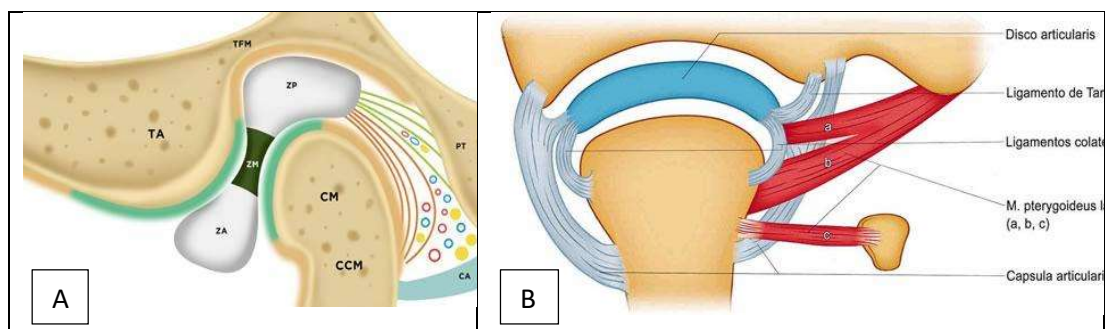 TFM
ZP
TA
PT
ZM
CM
ZA
CCM
CA
A
Disco articularis
Ligamento de Tar
Ligamentos colate
a
b
M. pterygoideus l
(a, b, c)
c
Capsula articulari
B